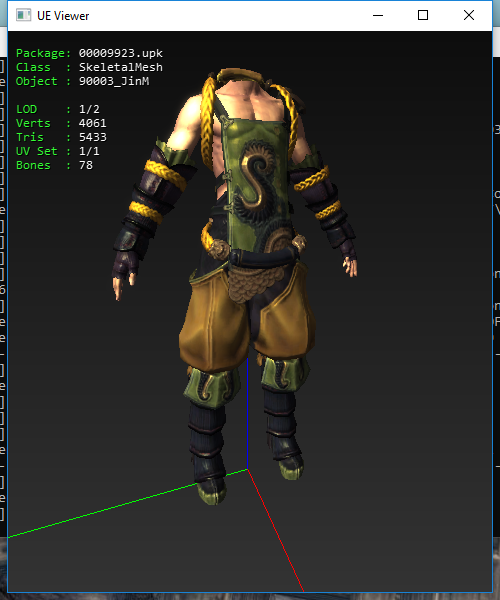 UE Viewer
Package: 00009923.upk
Class : SkeletalMesh
Object : 90003_JinM
LOD : 1/2
Verts : 4061
Tris : 5433
UV Set : 1/1
Bones : 78